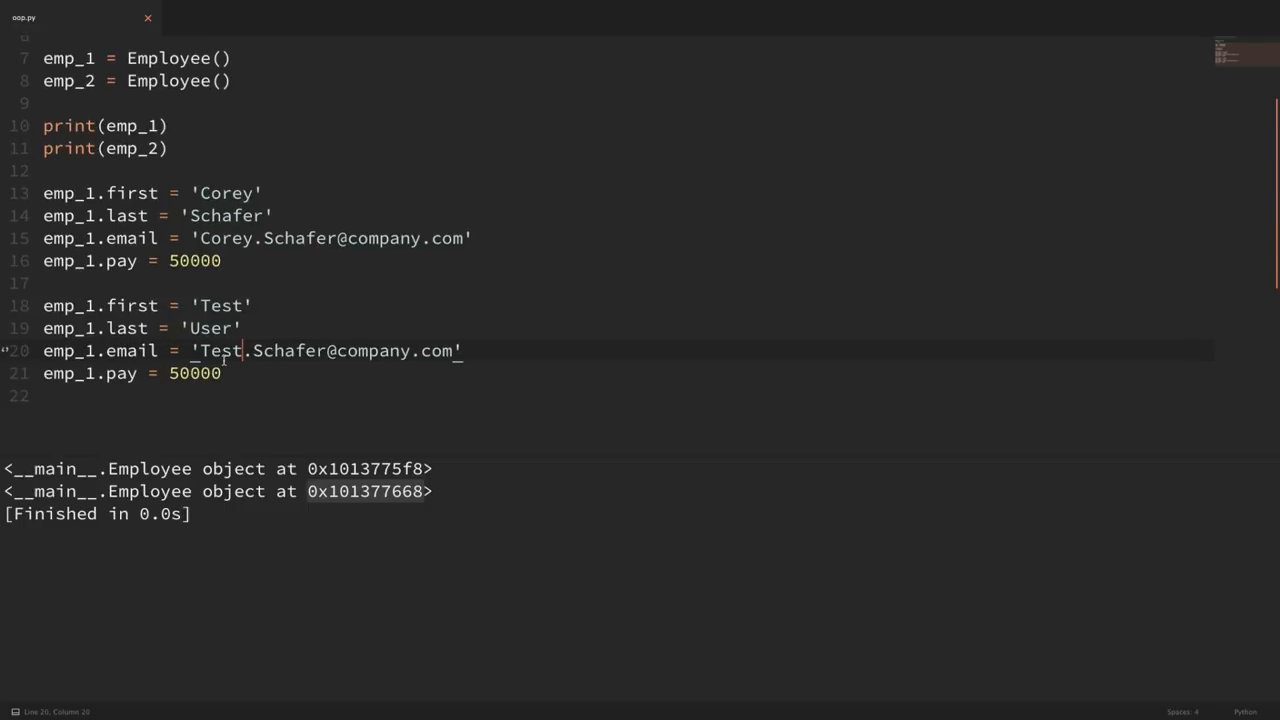 oop.py
6
7 emp_1 = Employee()
8 emp_2 = Employee()
9
10 print(emp_1)
11 print(emp_2)
12
13 emp_1.first = 'Corey'
14 emp_1.last = 'Schafer'
15 emp_1.email = 'Corey.Schafer@company.com'
16 emp_1.pay = 50000
17
18 emp_1.first = 'Test'
19 emp_1.last = 'User'
20 emp_1.email = 'Test.Schafer@company.com'
21 emp_1.pay = 50000
22
<__main__.Employee object at 0x1013775f8>
<__main__.Employee object at 0x101377668>
[Finished in 0.0s]
Line 20, Column 20 Spaces: 4 Python